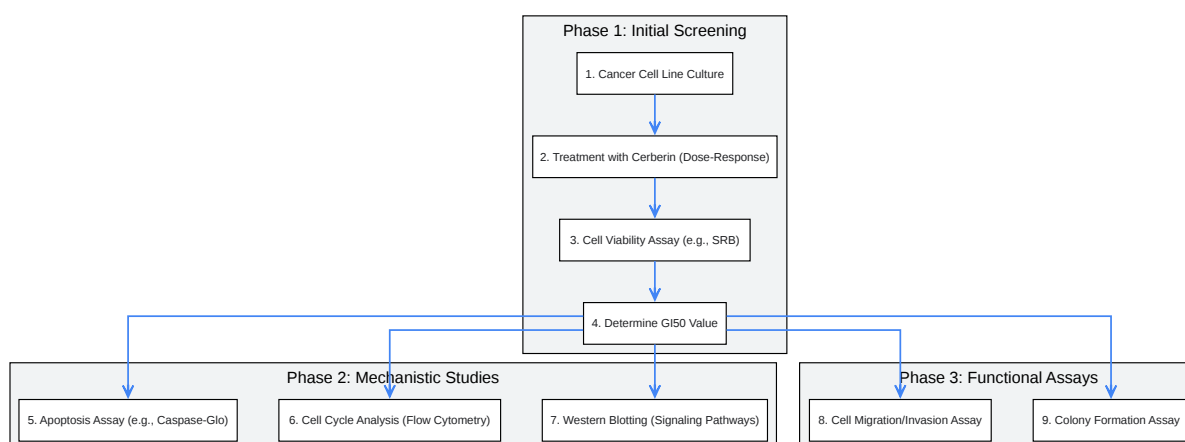 Phase 1: Initial Screening
1. Cancer Cell Line Culture
2. Treatment with Cerberin (Dose-Response)
3. Cell Viability Assay (e.g., SRB)
4. Determine GI50 Value
Phase 2: Mechanistic Studies
Phase 3: Functional Assays
5. Apoptosis Assay (e.g., Caspase-Glo)
6. Cell Cycle Analysis (Flow Cytometry)
7. Western Blotting (Signaling Pathways)
8. Cell Migration/Invasion Assay
9. Colony Formation Assay